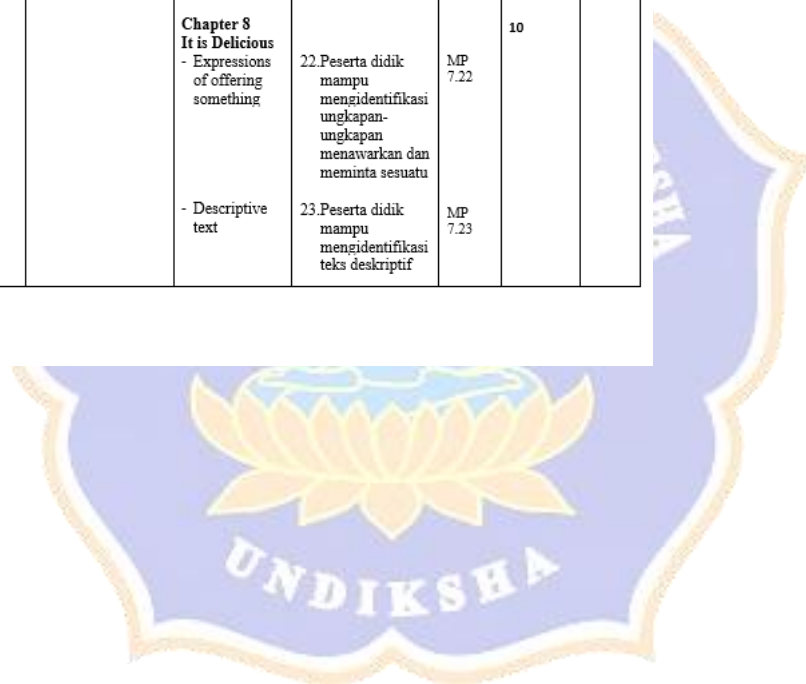 Chapter 8
It is Delicious
- Expressions
of offering
something
22.Peserta didik
mampu
mengidentifikasi
ungkapan-
ungkapan
menawarkan dan
meminta sesuatu
MP
7.22
10
- Descriptive
text
23.Peserta didik
mampu
mengidentifikasi
teks deskriptif
MP
7.23
UNDIKSHA